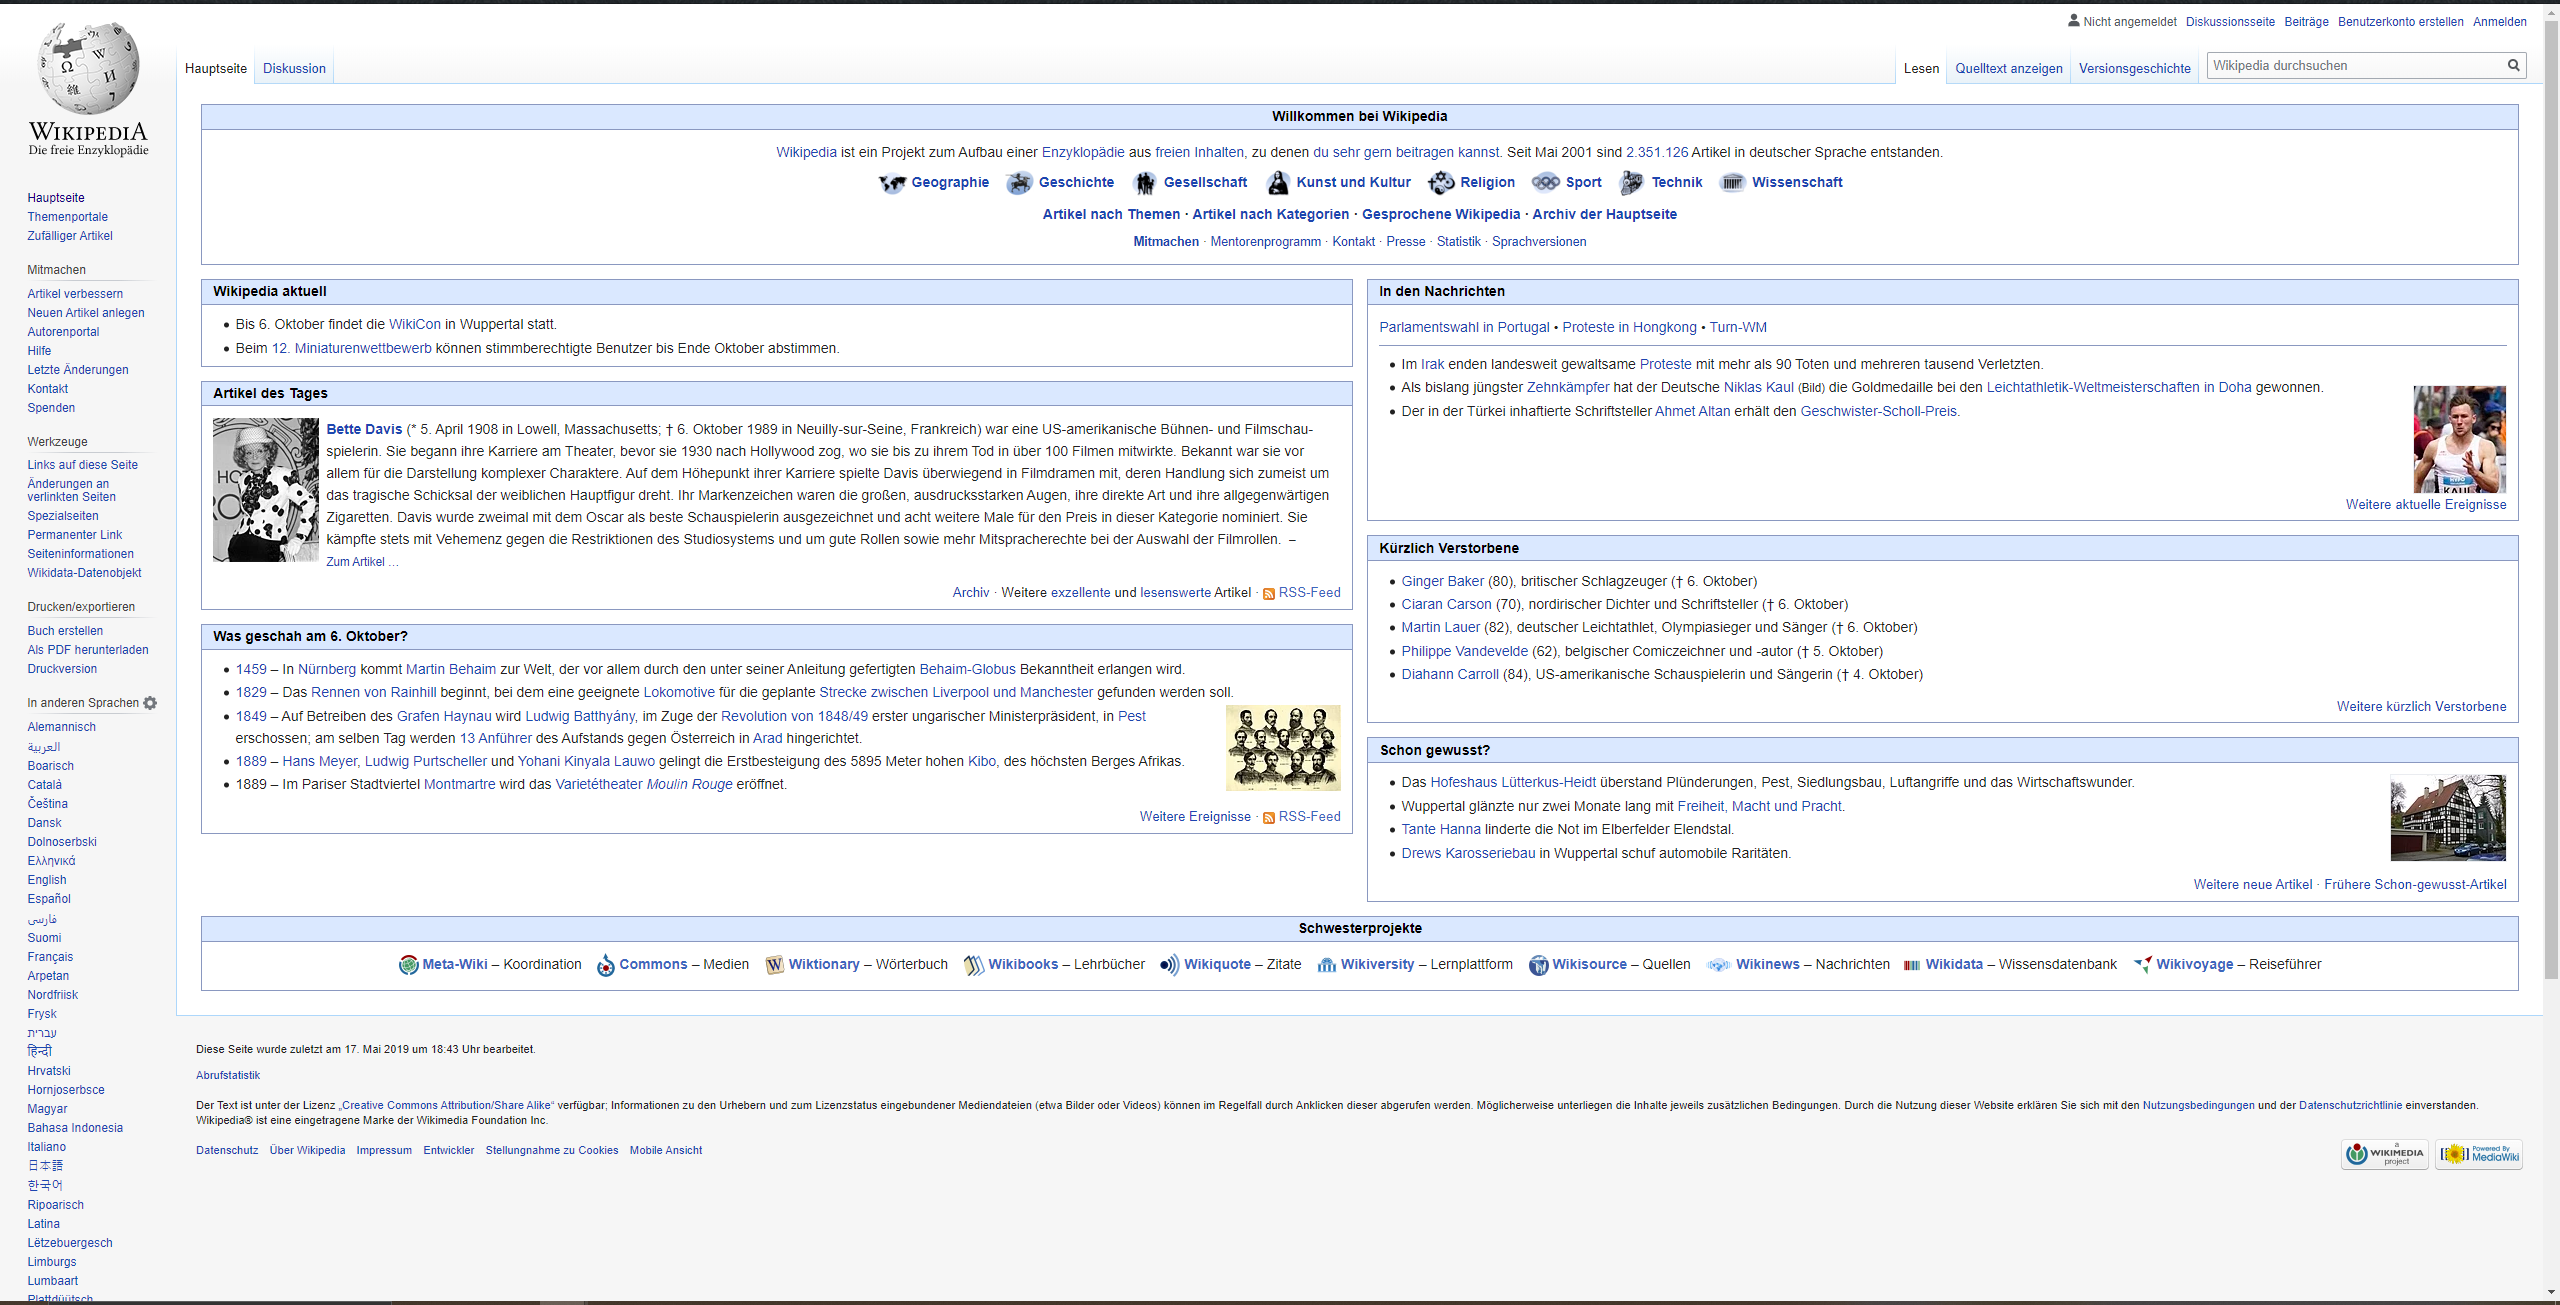 Nicht angemeldet Diskussionsseite Beiträge Benutzerkonto erstellen Anmelden
Hauptseite Diskussion Lesen Quelltext anzeigen Versionsgeschichte Wikipedia durchsuchen
WIKIPEDIA
Die freie Enzyklopädie
Hauptseite
Themenportale
Zufälliger Artikel
Mitmachen
Artikel verbessern
Neuen Artikel anlegen
Autorenportal
Hilfe
Letzte Änderungen
Kontakt
Spenden
Werkzeuge
Links auf diese Seite
Änderungen an
verlinkten Seiten
Spezialseiten
Permanenter Link
Seiteninformationen
Wikidata-Datenobjekt
Drucken/exportieren
Buch erstellen
Als PDF herunterladen
Druckversion
In anderen Sprachen
Alemannisch
العربية
Boarisch
Català
Čeština
Dansk
Dolnoserbski
Ελληνικά
English
Español
فارسی
Suomi
Français
Arpetan
Nordfriisk
Frysk
עברית
हिन्दी
Hrvatski
Hornjoserbsce
Magyar
Bahasa Indonesia
Italiano
日本語
한국어
Ripoarisch
Latina
Lëtzebuergesch
Limburgs
Lumbaart
Plattdüütsch
Willkommen bei Wikipedia
Wikipedia ist ein Projekt zum Aufbau einer Enzyklopädie aus freien Inhalten, zu denen du sehr gern beitragen kannst. Seit Mai 2001 sind 2.351.126 Artikel in deutscher Sprache entstanden.
Geographie Geschichte Gesellschaft Kunst und Kultur Religion Sport Technik Wissenschaft
Artikel nach Themen · Artikel nach Kategorien · Gesprochene Wikipedia · Archiv der Hauptseite
Mitmachen · Mentorenprogramm · Kontakt · Presse · Statistik · Sprachversionen
Wikipedia aktuell
• Bis 6. Oktober findet die WikiCon in Wuppertal statt.
• Beim 12. Miniaturenwettbewerb können stimmberechtigte Benutzer bis Ende Oktober abstimmen.
Artikel des Tages
Bette Davis (* 5. April 1908 in Lowell, Massachusetts; † 6. Oktober 1989 in Neuilly-sur-Seine, Frankreich) war eine US-amerikanische Bühnen- und Filmschau-
spielerin. Sie begann ihre Karriere am Theater, bevor sie 1930 nach Hollywood zog, wo sie bis zu ihrem Tod in über 100 Filmen mitwirkte. Bekannt war sie vor
allem für die Darstellung komplexer Charaktere. Auf dem Höhepunkt ihrer Karriere spielte Davis überwiegend in Filmdramen mit, deren Handlung sich zumeist um
das tragische Schicksal der weiblichen Hauptfigur dreht. Ihr Markenzeichen waren die großen, ausdrucksstarken Augen, ihre direkte Art und ihre allgegenwärtigen
Zigaretten. Davis wurde zweimal mit dem Oscar als beste Schauspielerin ausgezeichnet und acht weitere Male für den Preis in dieser Kategorie nominiert. Sie
kämpfte stets mit Vehemenz gegen die Restriktionen des Studiosystems und um gute Rollen sowie mehr Mitspracherechte bei der Auswahl der Filmrollen. –
Zum Artikel …
Archiv · Weitere exzellente und lesenswerte Artikel · RSS-Feed
Was geschah am 6. Oktober?
• 1459 – In Nürnberg kommt Martin Behaim zur Welt, der vor allem durch den unter seiner Anleitung gefertigten Behaim-Globus Bekanntheit erlangen wird.
• 1829 – Das Rennen von Rainhill beginnt, bei dem eine geeignete Lokomotive für die geplante Strecke zwischen Liverpool und Manchester gefunden werden soll.
• 1849 – Auf Betreiben des Grafen Haynau wird Ludwig Batthyány, im Zuge der Revolution von 1848/49 erster ungarischer Ministerpräsident, in Pest
erschossen; am selben Tag werden 13 Anführer des Aufstands gegen Österreich in Arad hingerichtet.
• 1889 – Hans Meyer, Ludwig Purtscheller und Yohani Kinyala Lauwo gelingt die Erstbesteigung des 5895 Meter hohen Kibo, des höchsten Berges Afrikas.
• 1889 – Im Pariser Stadtviertel Montmartre wird das Varietétheater Moulin Rouge eröffnet.
Weitere Ereignisse · RSS-Feed
In den Nachrichten
Parlamentswahl in Portugal • Proteste in Hongkong • Turn-WM
• Im Irak enden landesweit gewaltsame Proteste mit mehr als 90 Toten und mehreren tausend Verletzten.
• Als bislang jüngster Zehnkämpfer hat der Deutsche Niklas Kaul (Bild) die Goldmedaille bei den Leichtathletik-Weltmeisterschaften in Doha gewonnen.
• Der in der Türkei inhaftierte Schriftsteller Ahmet Altan erhält den Geschwister-Scholl-Preis.
KAUL
Weitere aktuelle Ereignisse
Kürzlich Verstorbene
• Ginger Baker (80), britischer Schlagzeuger († 6. Oktober)
• Ciaran Carson (70), nordirischer Dichter und Schriftsteller († 6. Oktober)
• Martin Lauer (82), deutscher Leichtathlet, Olympiasieger und Sänger († 6. Oktober)
• Philippe Vandevelde (62), belgischer Comiczeichner und -autor († 5. Oktober)
• Diahann Carroll (84), US-amerikanische Schauspielerin und Sängerin († 4. Oktober)
Weitere kürzlich Verstorbene
Schon gewusst?
• Das Hofeshaus Lütterkus-Heidt überstand Plünderungen, Pest, Siedlungsbau, Luftangriffe und das Wirtschaftswunder.
• Wuppertal glänzte nur zwei Monate lang mit Freiheit, Macht und Pracht.
• Tante Hanna linderte die Not im Elberfelder Elendstal.
• Drews Karosseriebau in Wuppertal schuf automobile Raritäten.
Weitere neue Artikel · Frühere Schon-gewusst-Artikel
Schwesterprojekte
Meta-Wiki – Koordination Commons – Medien Wiktionary – Wörterbuch Wikibooks – Lehrbücher Wikiquote – Zitate Wikiversity – Lernplattform Wikisource – Quellen Wikinews – Nachrichten Wikidata – Wissensdatenbank Wikivoyage – Reiseführer
Diese Seite wurde zuletzt am 17. Mai 2019 um 18:43 Uhr bearbeitet.
Abrufstatistik
Der Text ist unter der Lizenz „Creative Commons Attribution/Share Alike“ verfügbar; Informationen zu den Urhebern und zum Lizenzstatus eingebundener Mediendateien (etwa Bilder oder Videos) können im Regelfall durch Anklicken dieser abgerufen werden. Möglicherweise unterliegen die Inhalte jeweils zusätzlichen Bedingungen. Durch die Nutzung dieser Website erklären Sie sich mit den Nutzungsbedingungen und der Datenschutzrichtlinie einverstanden.
Wikipedia® ist eine eingetragene Marke der Wikimedia Foundation Inc.
Datenschutz Über Wikipedia Impressum Entwickler Stellungnahme zu Cookies Mobile Ansicht
a WIKIMEDIA project
Powered By MediaWiki